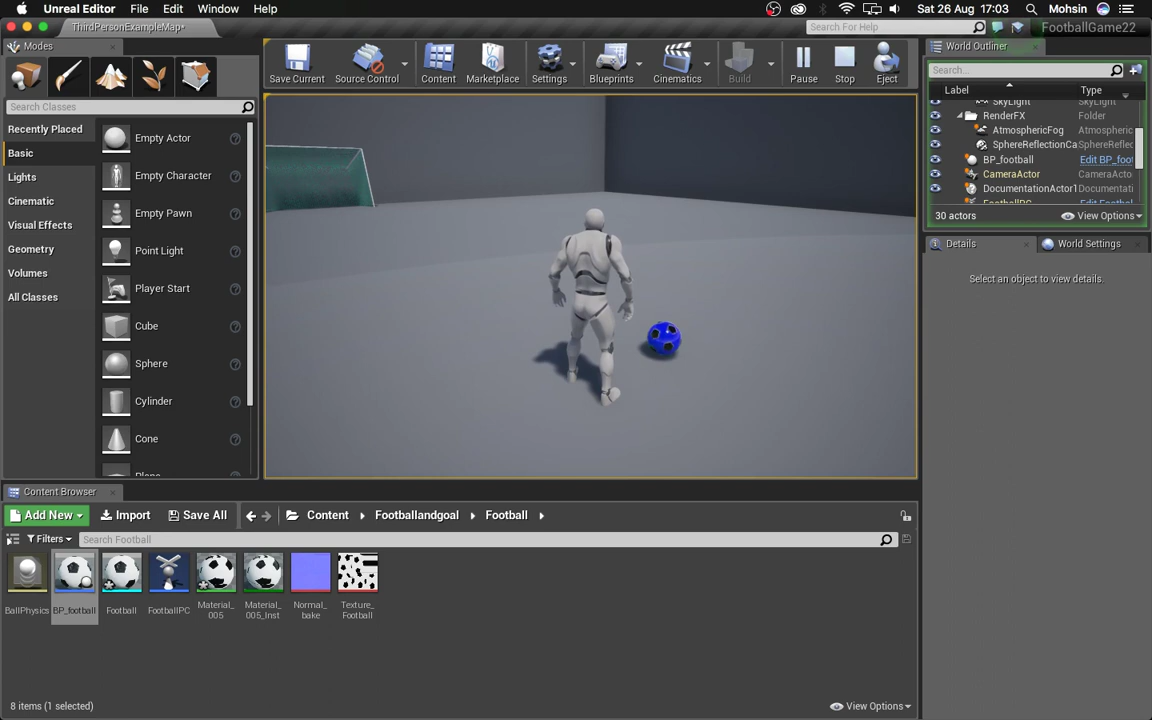 Unreal Editor File Edit Window Help Sat 26 Aug 17:03 Mohsin
ThirdPersonExampleMap* Search For Help FootballGame22
Modes
Search Classes
Recently Placed
Basic
Lights
Cinematic
Visual Effects
Geometry
Volumes
All Classes
Empty Actor
Empty Character
Empty Pawn
Point Light
Player Start
Cube
Sphere
Cylinder
Cone
Save Current Source Control Content Marketplace Settings Blueprints Cinematics Build Pause Stop Eject
World Outliner
Search...
Label Type
SkyLight SkyLight
RenderFX Folder
AtmosphericFog Atmospheric
SphereReflectionCa SphereReflec
BP_football Edit BP_foot
CameraActor CameraActo
DocumentationActor1 Documentati
30 actors View Options
Details World Settings
Select an object to view details.
Content Browser
Add New Import Save All Content Footballandgoal Football
Filters Search Football
BallPhysics BP_football Football FootballPC Material_ Material_ Normal_ Texture_
005 005_Inst bake Football
8 items (1 selected) View Options